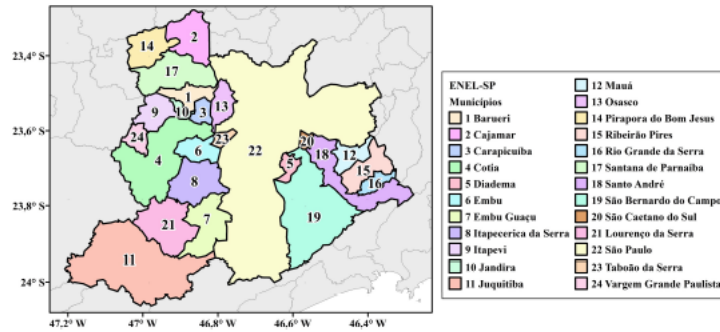 23,4° S
23,6° S
23,8° S
24° S
47,2° W
47° W
46,8° W
46,6° W
46,4° W
14
2
17
1
10
3
13
9
24
23
4
6
22
20
18
12
5
15
16
8
19
21
7
11
ENEL-SP
Municípios
1 Barueri
2 Cajamar
3 Carapicuíba
4 Cotia
5 Diadema
6 Embu
7 Embu Guaçu
8 Itapecerica da Serra
9 Itapevi
10 Jandira
11 Juquitiba
12 Mauá
13 Osasco
14 Pirapora do Bom Jesus
15 Ribeirão Pires
16 Rio Grande da Serra
17 Santana de Parnaíba
18 Santo André
19 São Bernardo do Campo
20 São Caetano do Sul
21 Lourenço da Serra
22 São Paulo
23 Taboão da Serra
24 Vargem Grande Paulista